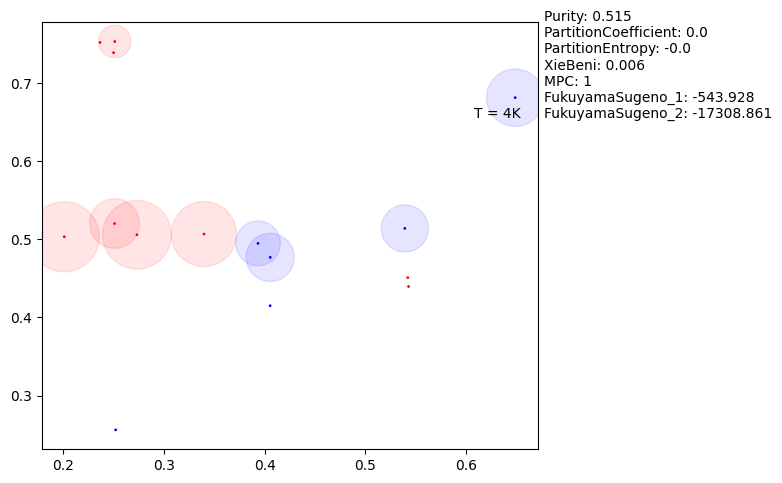 Purity: 0.515
PartitionCoefficient: 0.0
PartitionEntropy: -0.0
XieBeni: 0.006
MPC: 1
FukuyamaSugeno_1: -543.928
FukuyamaSugeno_2: -17308.861
T = 4K
0.7
0.6
0.5
0.4
0.3
0.2 0.3 0.4 0.5 0.6